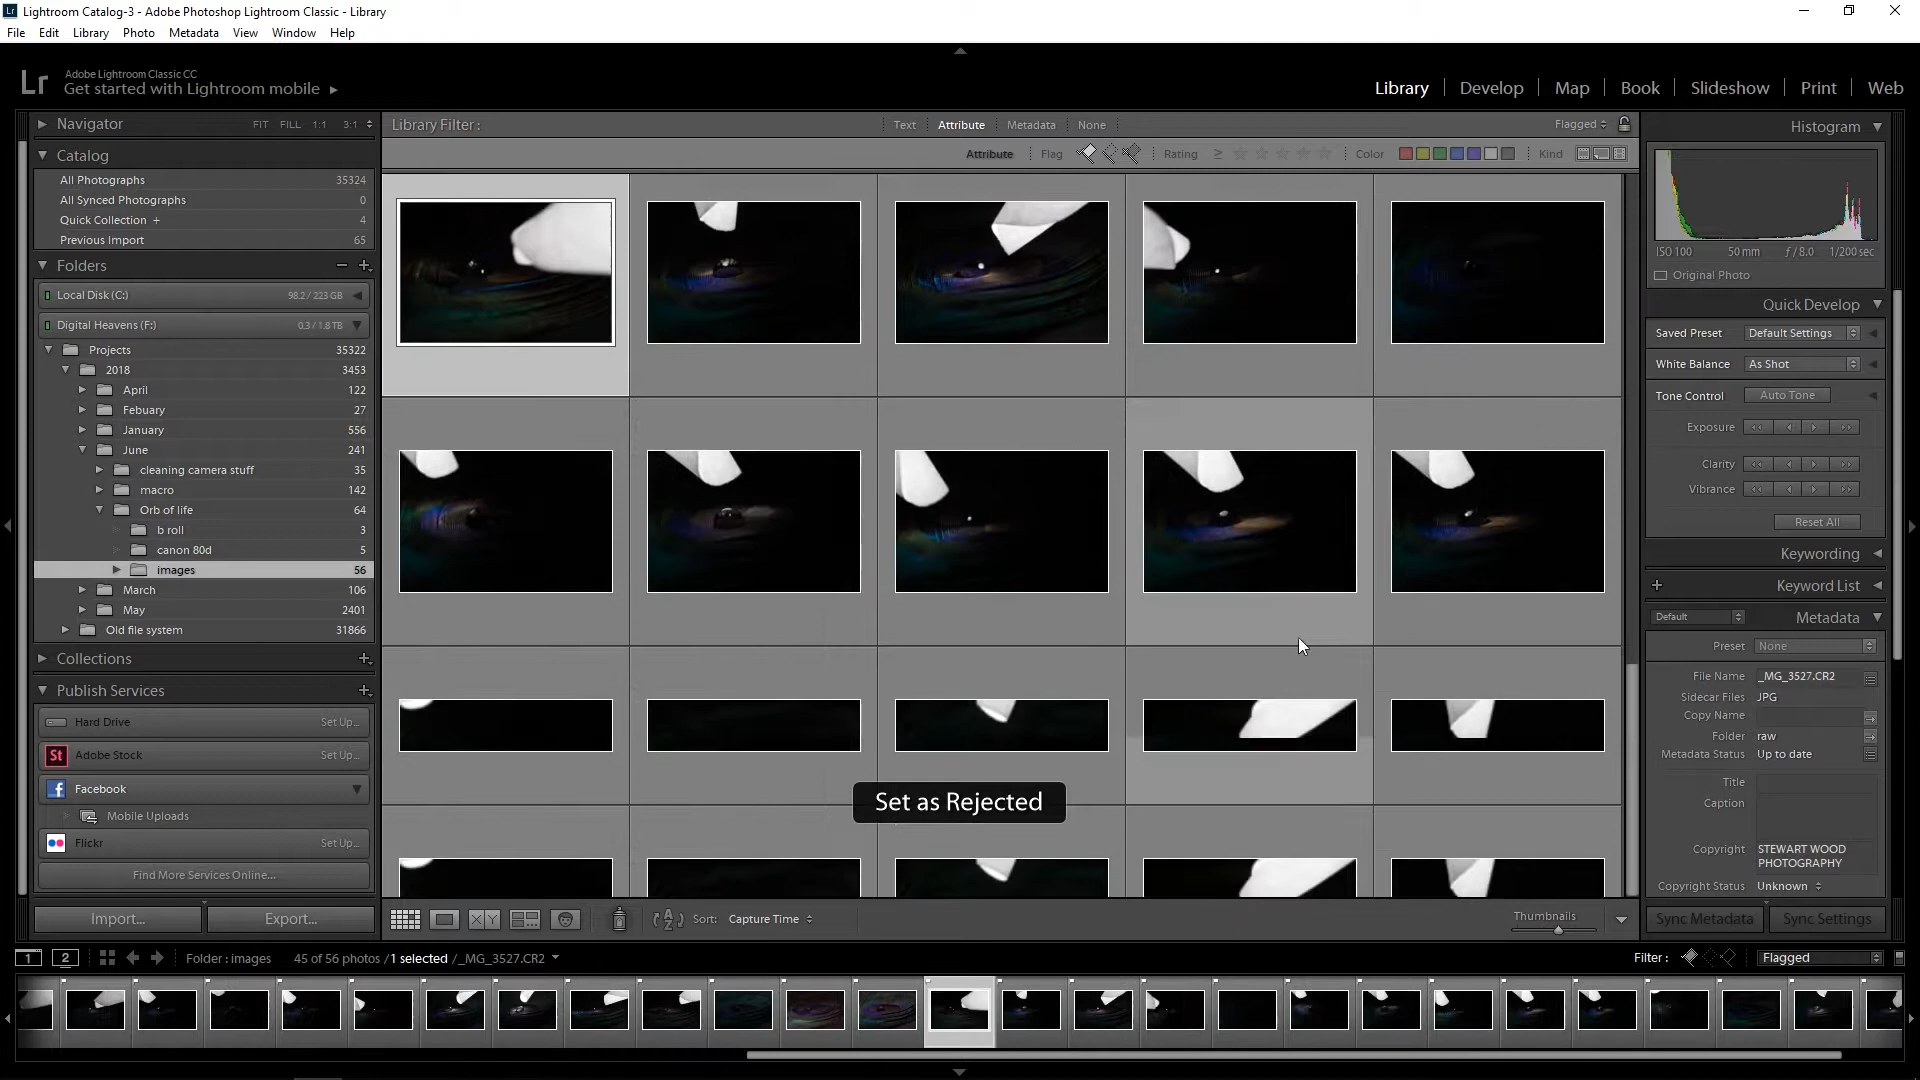 Lightroom Catalog-3 - Adobe Photoshop Lightroom Classic - Library
File Edit Library Photo Metadata View Window Help
Lr
Adobe Lightroom Classic CC
Get started with Lightroom mobile
Library Develop Map Book Slideshow Print Web
Navigator FIT FILL 1:1 3:1
Catalog
All Photographs 35324
All Synced Photographs 0
Quick Collection + 4
Previous Import 65
Folders
Local Disk (C:) 98.2 / 223 GB
Digital Heavens (F:) 0.3 / 1.8 TB
Projects 35322
2018 3453
April 122
Febuary 27
January 556
June 241
cleaning camera stuff 35
macro 142
Orb of life 64
b roll 3
canon 80d 5
images 56
March 106
May 2401
Old file system 31866
Collections
Publish Services
Hard Drive Set Up...
St Adobe Stock Set Up...
Facebook
Mobile Uploads
Flickr Set Up...
Find More Services Online...
Import... Export...
Library Filter : Text Attribute Metadata None Flagged
Attribute Flag Rating ≥ Color Kind
Set as Rejected
Sort: Capture Time Thumbnails
Histogram
ISO 100 50 mm f / 8.0 1/200 sec
Original Photo
Quick Develop
Saved Preset Default Settings
White Balance As Shot
Tone Control Auto Tone
Exposure
Clarity
Vibrance
Reset All
Keywording
Keyword List
Default Metadata
Preset None
File Name _MG_3527.CR2
Sidecar Files JPG
Copy Name
Folder raw
Metadata Status Up to date
Title
Caption
Copyright STEWART WOOD PHOTOGRAPHY
Copyright Status Unknown
Sync Metadata Sync Settings
1 2 Folder : images 45 of 56 photos / 1 selected / _MG_3527.CR2 Filter : Flagged